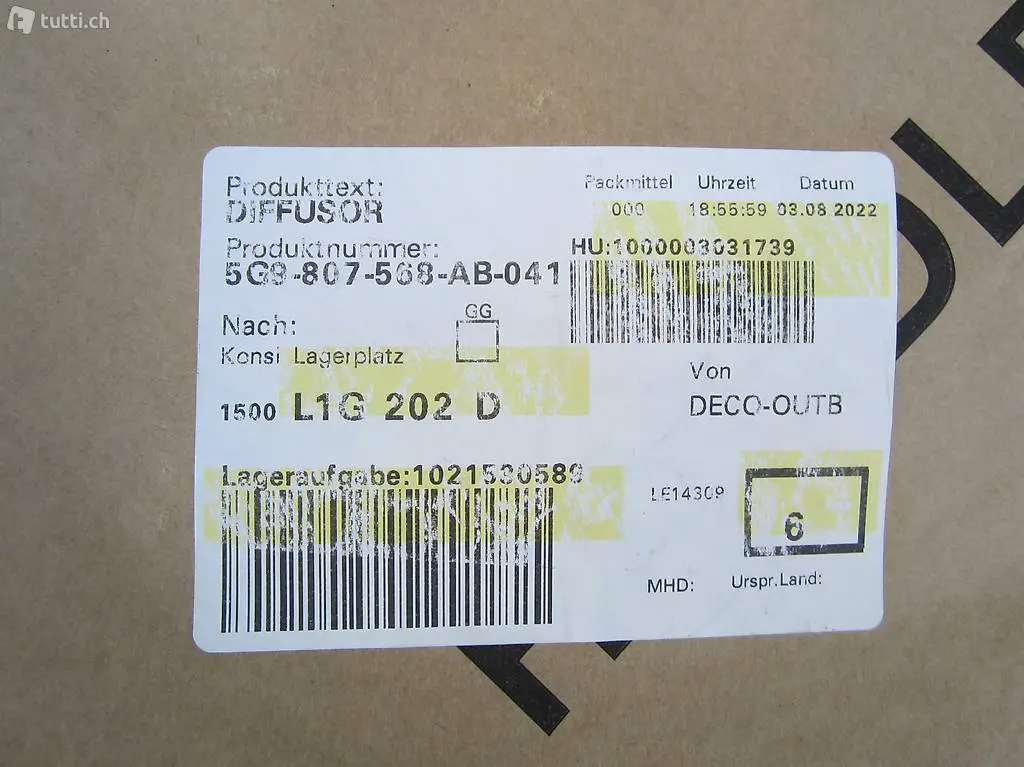 tutti.ch
Produkttext:
DIFFUSOR
Packmittel Uhrzeit Datum
000 18:55:59 03.08.2022
Produktnummer:
5G9-807-568-AB-041
HU:1000003031739
Nach:
GG
Konsi Lagerplatz
1500 L1G 202 D
Von
DECO-OUTB
Lageraufgabe:1021530589
LE14309
6
MHD: Urspr.Land: